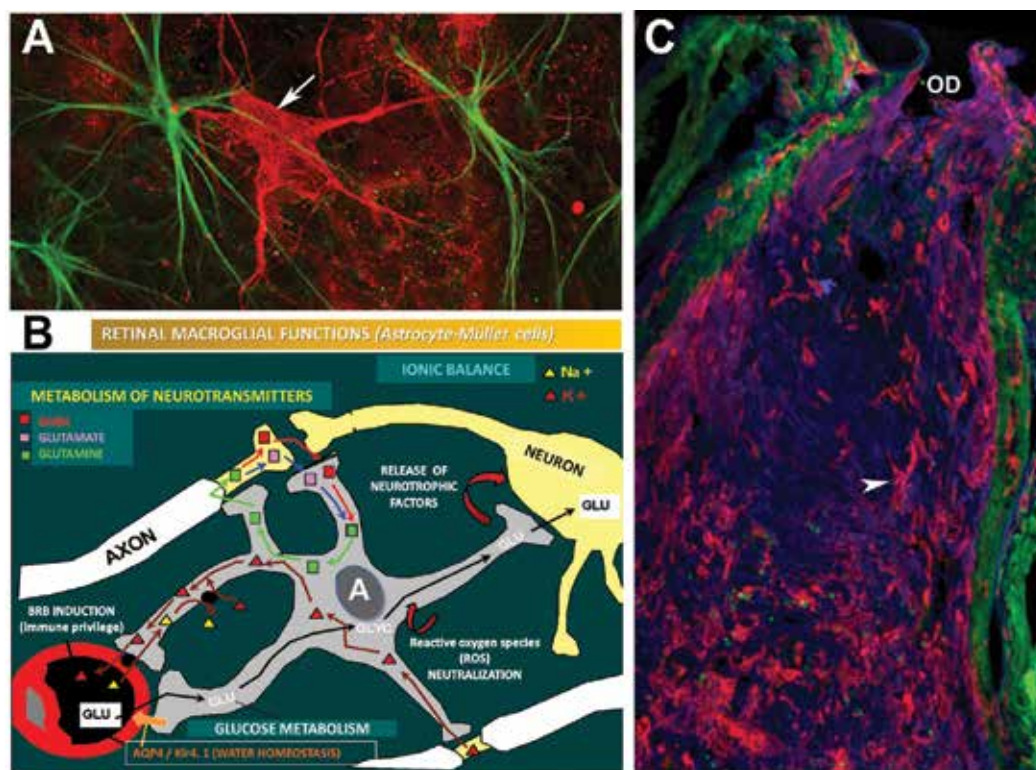 A
B
RETINAL MACROGLIAL FUNCTIONS (Astrocyte-Müller cells)
IONIC BALANCE
Na +
K +
METABOLISM OF NEUROTRANSMITTERS
GLUTAMATE
GLUTAMINE
NEURON
RELEASE OF
NEUROTROPHIC
FACTORS
GLU
GLU
AXON
A
BRB INDUCTION
(Immune privilege)
GLYC
Reactive oxygen species
(ROS)
NEUTRALIZATION
GLU
GLU
GLUCOSE METABOLISM
AQP4 / Kir4. 1 (WATER HOMEOSTASIS)
C
OD